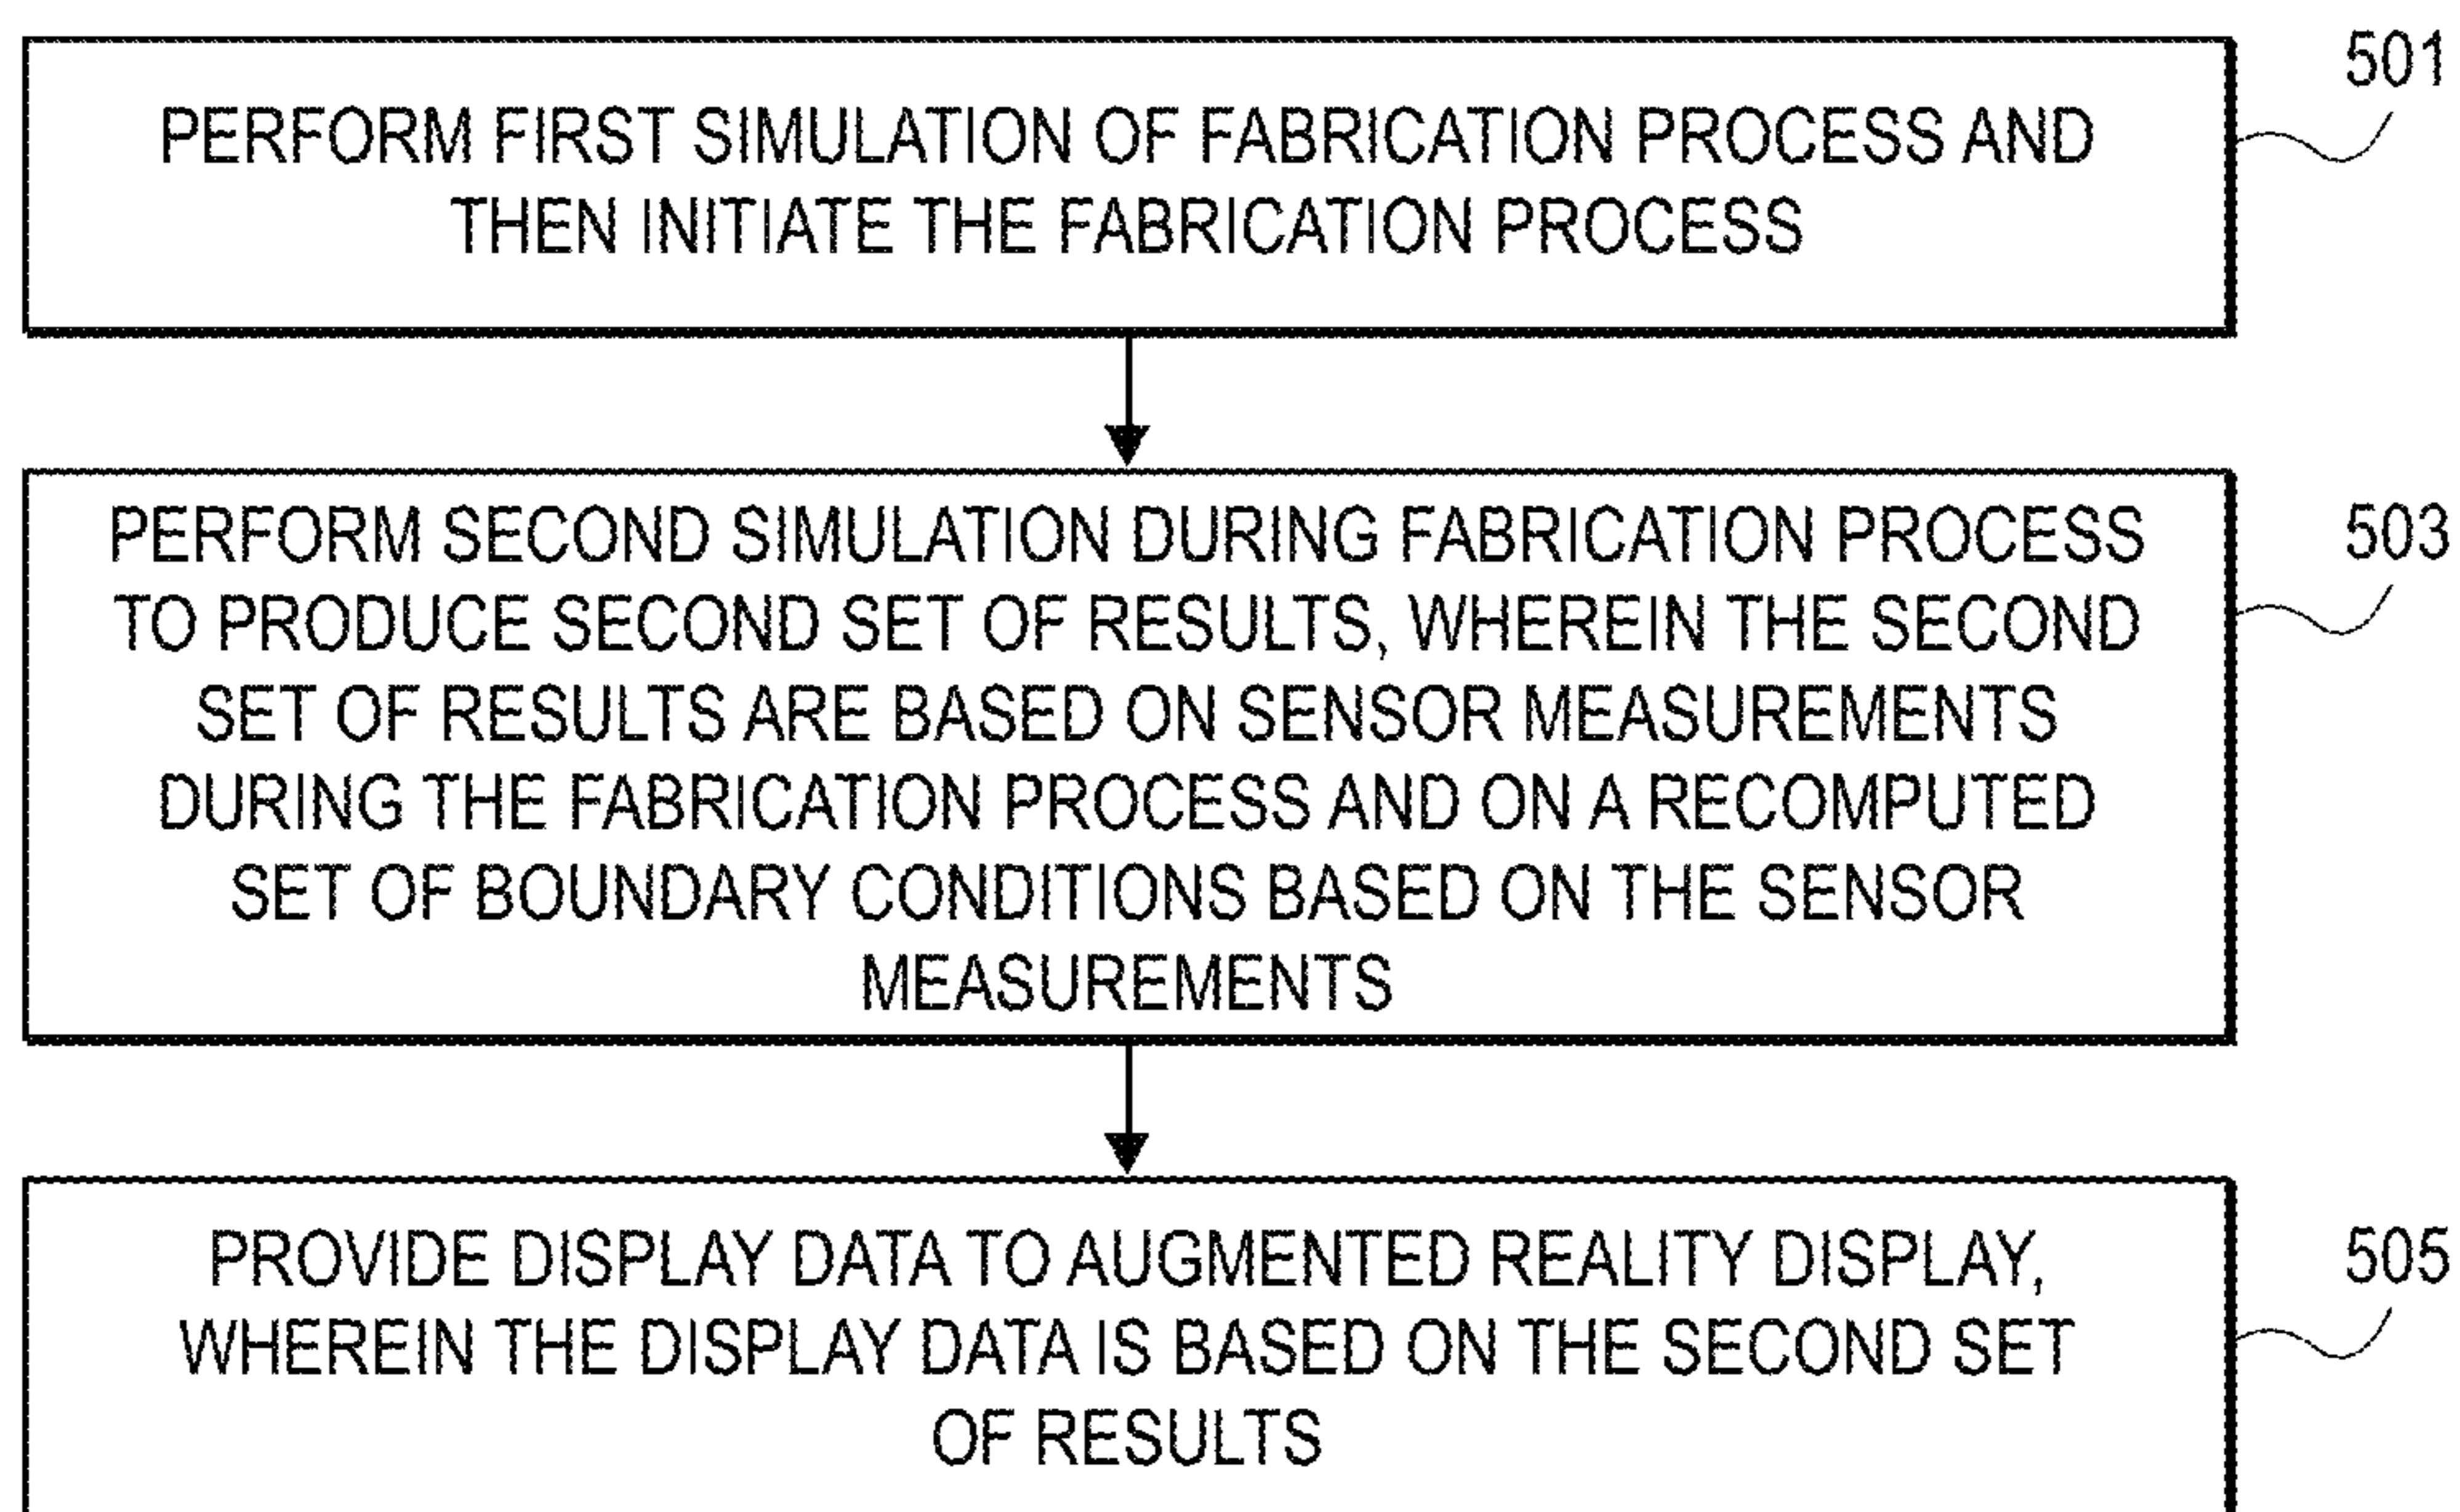 501
PERFORM FIRST SIMULATION OF FABRICATION PROCESS AND
THEN INITIATE THE FABRICATION PROCESS
503
PERFORM SECOND SIMULATION DURING FABRICATION PROCESS
TO PRODUCE SECOND SET OF RESULTS, WHEREIN THE SECOND
SET OF RESULTS ARE BASED ON SENSOR MEASUREMENTS
DURING THE FABRICATION PROCESS AND ON A RECOMPUTED
SET OF BOUNDARY CONDITIONS BASED ON THE SENSOR
MEASUREMENTS
505
PROVIDE DISPLAY DATA TO AUGMENTED REALITY DISPLAY,
WHEREIN THE DISPLAY DATA IS BASED ON THE SECOND SET
OF RESULTS